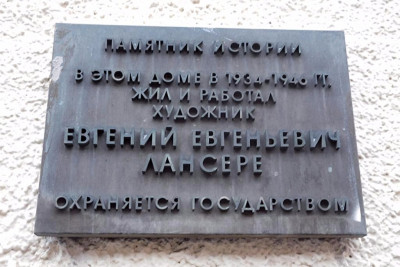 ПАМЯТНИК ИСТОРИИ
В ЭТОМ ДОМЕ В 1934-1946 ГГ.
ЖИЛ И РАБОТАЛ
ХУДОЖНИК
ЕВГЕНИЙ ЕВГЕНЬЕВИЧ
ЛАНСЕРЕ
ОХРАНЯЕТСЯ ГОСУДАРСТВОМ